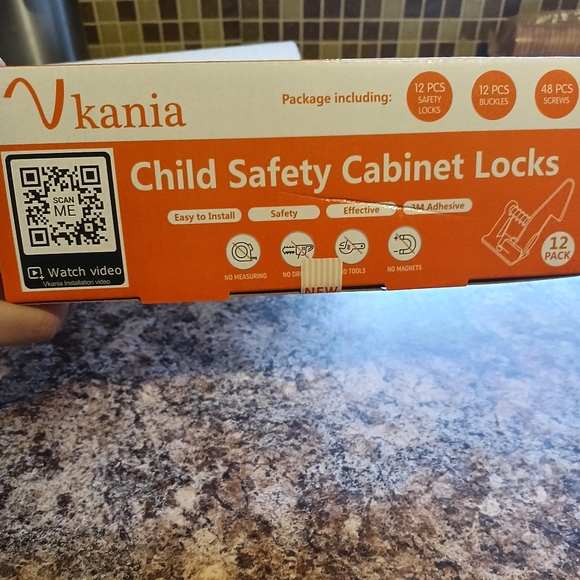 Vkania
Package including:
12 PCS
SAFETY
LOCKS
12 PCS
BUCKLES
48 PCS
SCREWS
Child Safety Cabinet Locks
SCAN
ME
Easy to Install
Safety
Effective
3M Adhesive
12
PACK
Watch video
Vkania Installation video
NO MEASURING
NO TOOLS
NO MAGNETE
NEW